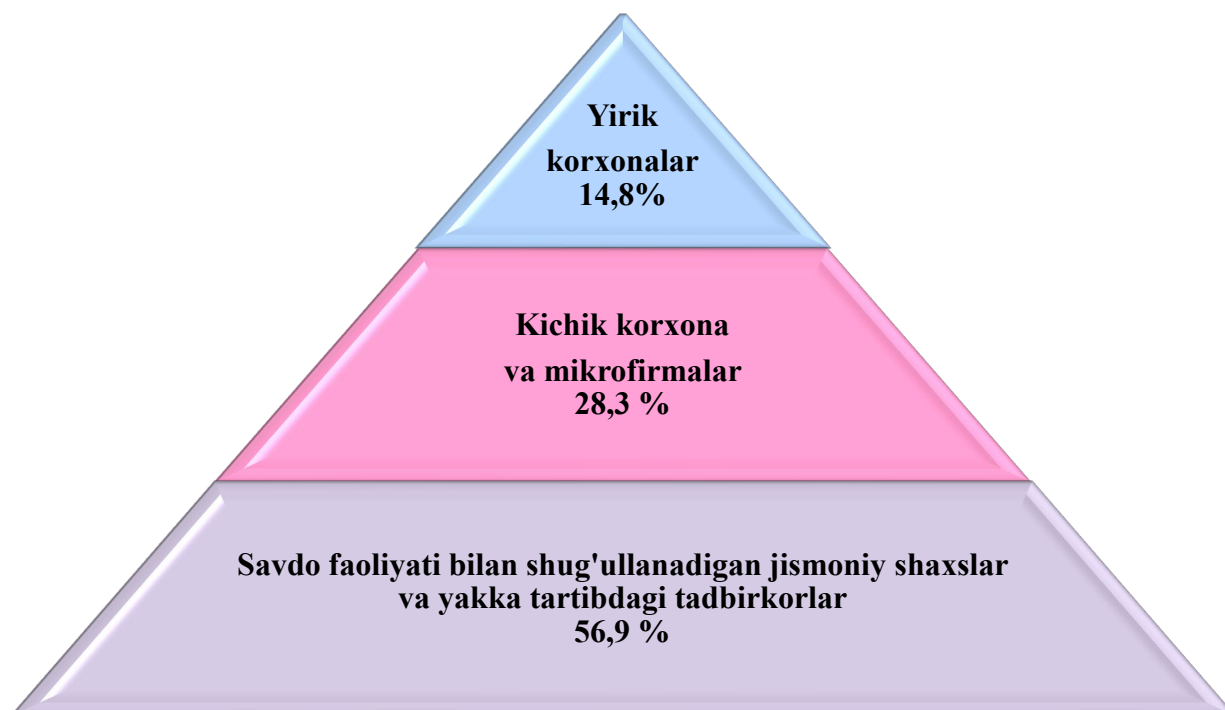 Yirik
korxonalar
14,8%
Kichik korxona
va mikrofirmalar
28,3 %
Savdo faoliyati bilan shug'ullanadigan jismoniy shaxslar
va yakka tartibdagi tadbirkorlar
56,9 %